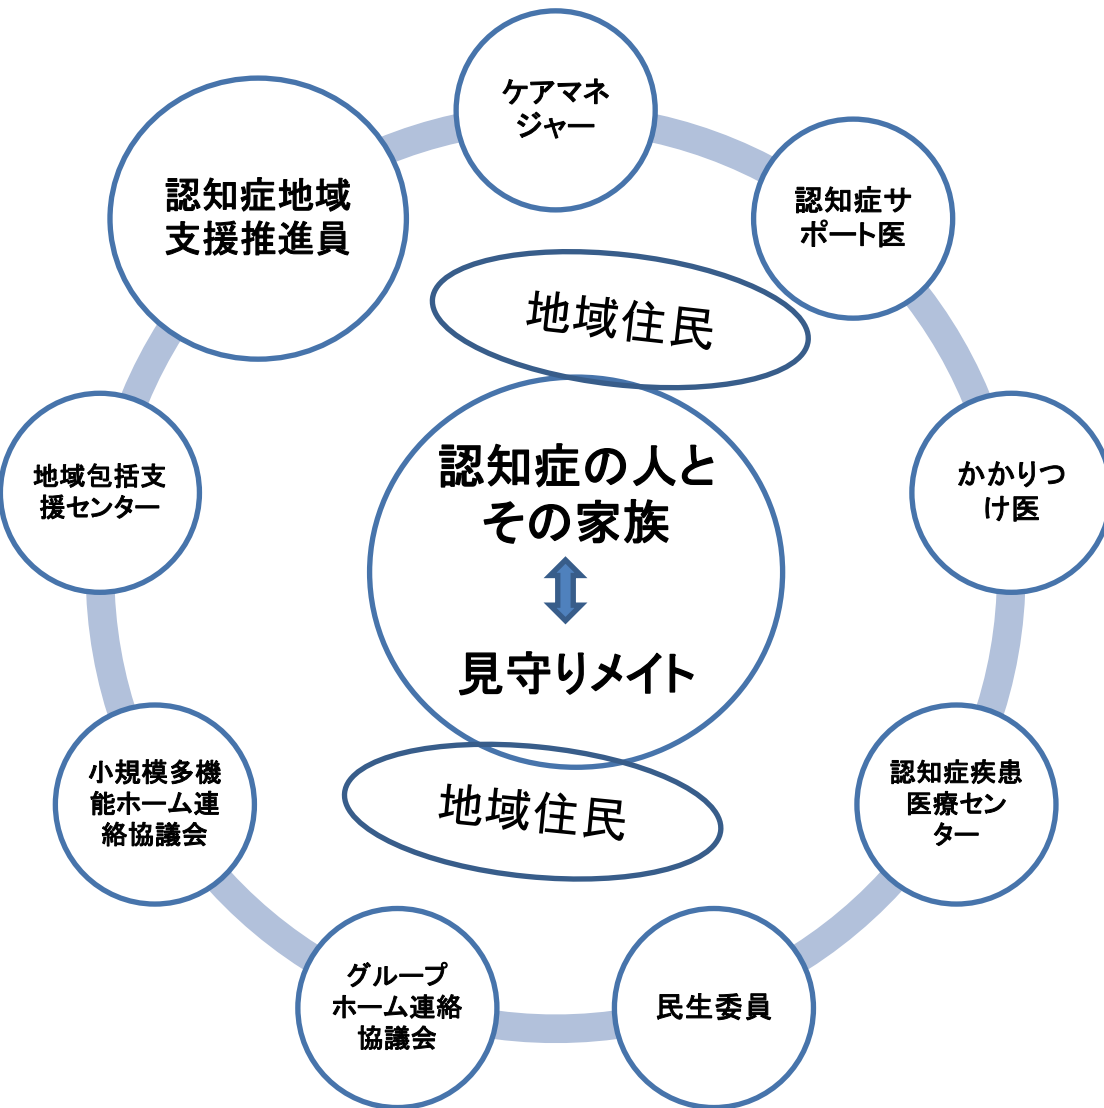 ケアマネ
ジャー
認知症地域
支援推進員
認知症サ
ポート医
地域住民
認知症の人と
その家族
見守りメイト
地域包括支
援センター
かかりつ
け医
小規模多機
能ホーム連
絡協議会
地域住民
認知症疾患
医療セン
ター
グループ
ホーム連絡
協議会
民生委員